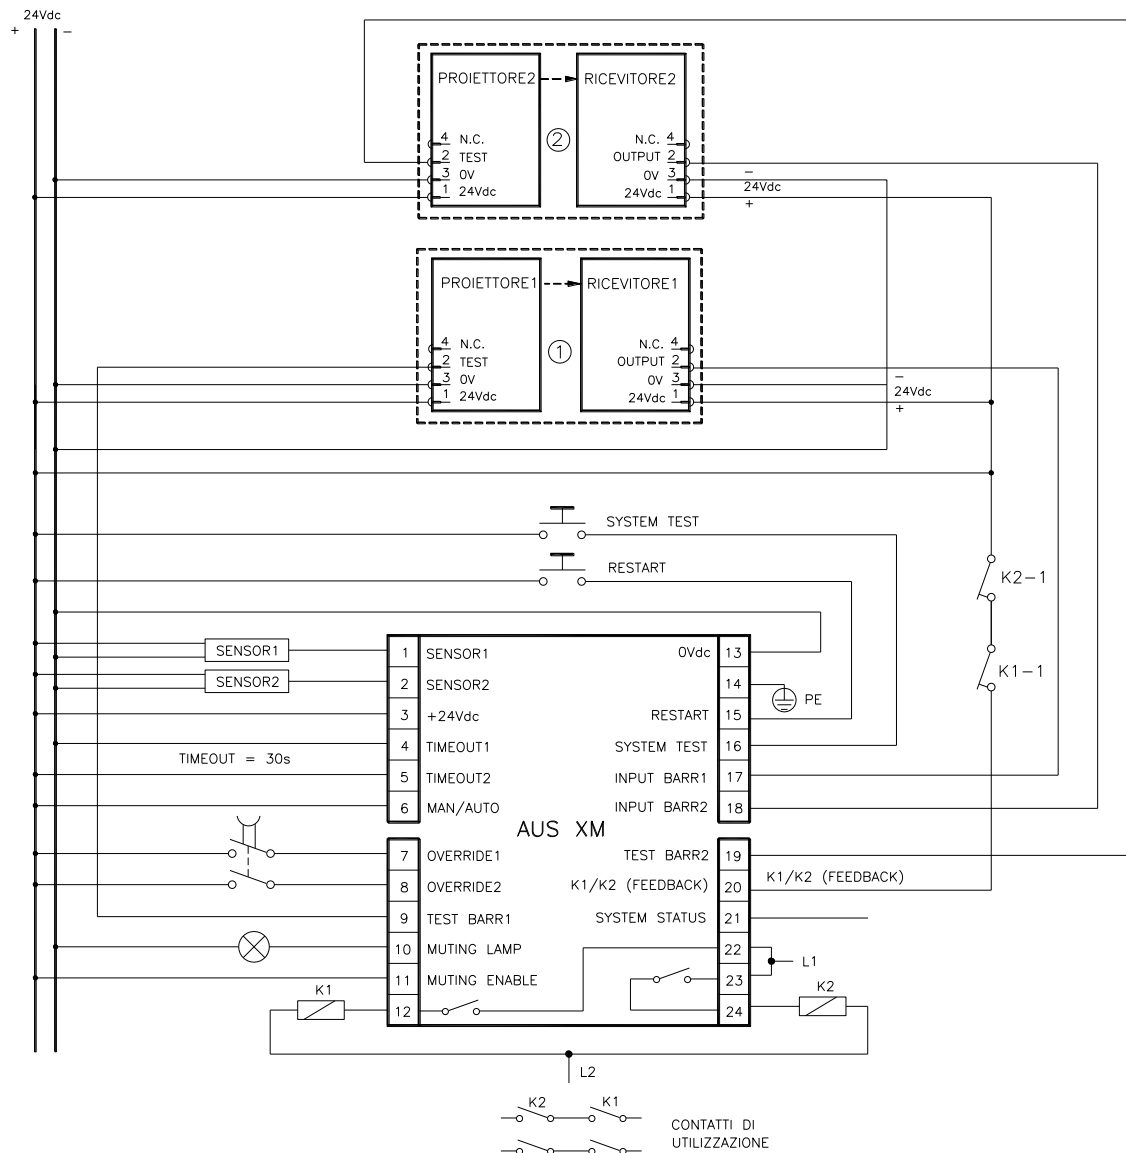 24Vdc
+ –
PROIETTORE2 RICEVITORE2
4 N.C. N.C. 4
2 TEST OUTPUT 2
3 0V 0V 3
1 24Vdc 24Vdc 1
2
–
24Vdc
+
PROIETTORE1 RICEVITORE1
4 N.C. N.C. 4
2 TEST OUTPUT 2
3 0V 0V 3
1 24Vdc 24Vdc 1
1
–
24Vdc
+
SYSTEM TEST
RESTART
K2-1
K1-1
SENSOR1 1 SENSOR1 0Vdc 13
SENSOR2 2 SENSOR2 14 PE
3 +24Vdc RESTART 15
4 TIMEOUT1 SYSTEM TEST 16
TIMEOUT = 30s
5 TIMEOUT2 INPUT BARR1 17
6 MAN/AUTO INPUT BARR2 18
AUS XM
7 OVERRIDE1 TEST BARR2 19
8 OVERRIDE2 K1/K2 (FEEDBACK) 20 K1/K2 (FEEDBACK)
9 TEST BARR1 SYSTEM STATUS 21
10 MUTING LAMP 22
L1
11 MUTING ENABLE 23
K1 12 24 K2
L2
K2 K1
CONTATTI DI
UTILIZZAZIONE